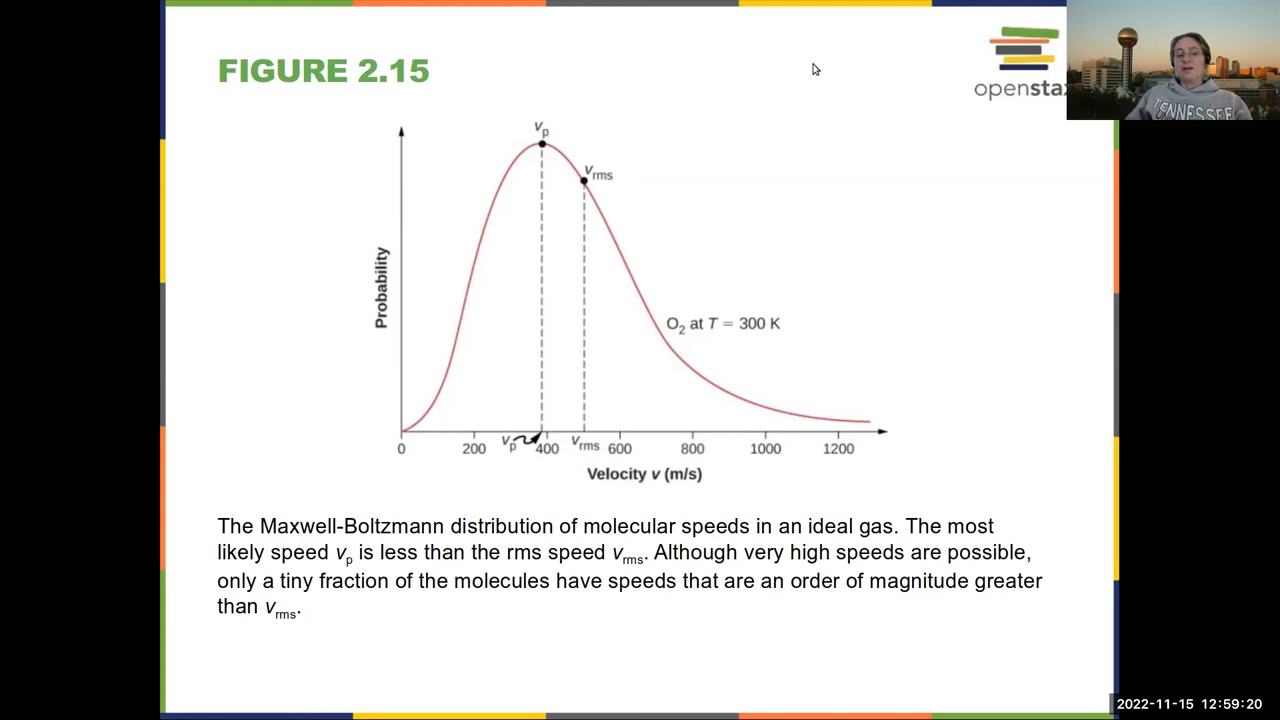 FIGURE 2.15
openstax
TENNESSEE
vp
vrms
Probability
O2 at T = 300 K
0 200 vp 400 vrms 600 800 1000 1200
Velocity v (m/s)
The Maxwell-Boltzmann distribution of molecular speeds in an ideal gas. The most
likely speed vp is less than the rms speed vrms. Although very high speeds are possible,
only a tiny fraction of the molecules have speeds that are an order of magnitude greater
than vrms.
2022-11-15 12:59:20